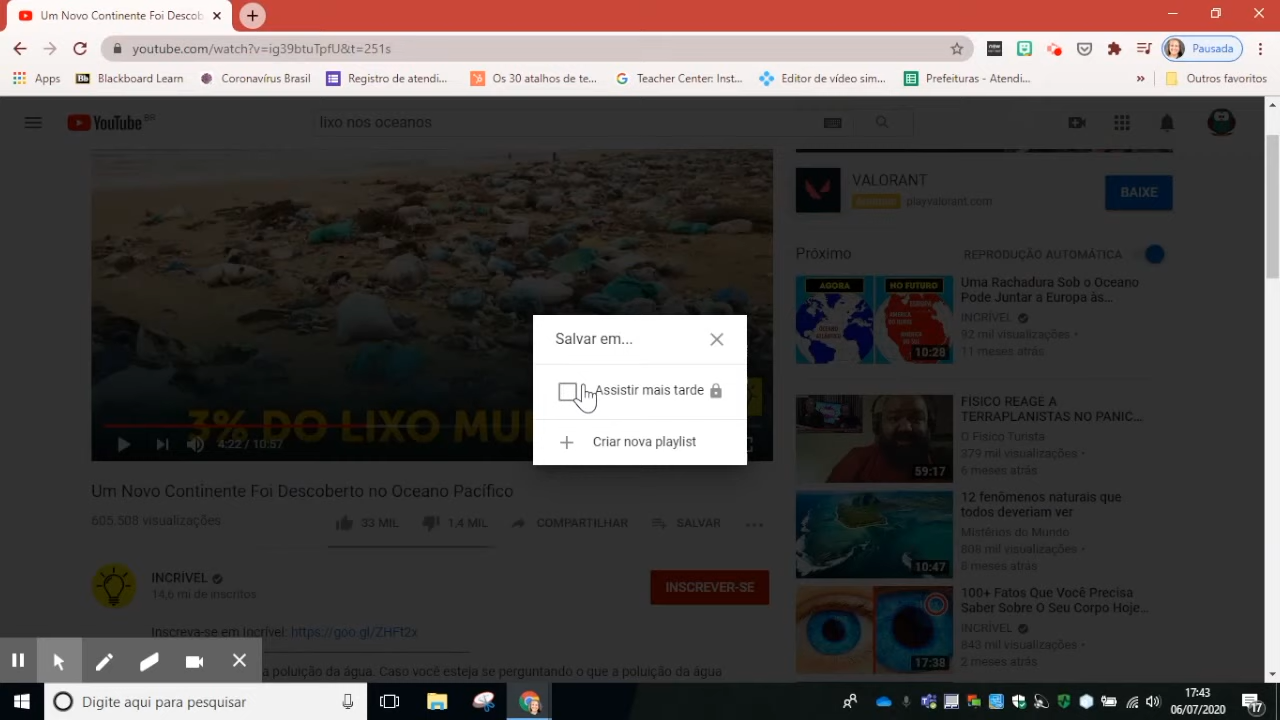 Um Novo Continente Foi Descob
youtube.com/watch?v=ig39btuTpfU&t=251s
Pausada
Apps
Blackboard Learn
Coronavírus Brasil
Registro de atendi...
Os 30 atalhos de te...
Teacher Center: Inst...
Editor de vídeo sim...
Prefeituras - Atendi...
»
Outros favoritos
YouTube BR
lixo nos oceanos
VALORANT
playvalorant.com
BAIXE
Próximo
REPRODUÇÃO AUTOMÁTICA
AGORA
NO FUTURO
10:28
Uma Rachadura Sob o Oceano
Pode Juntar a Europa às...
INCRÍVEL
92 mil visualizações •
11 meses atrás
Salvar em...
Assistir mais tarde
Criar nova playlist
3% DO LIXO MU
4:22 / 10:57
59:17
FISICO REAGE A
TERRAPLANISTAS NO PANIC...
O Físico Turista
379 mil visualizações •
6 meses atrás
Um Novo Continente Foi Descoberto no Oceano Pacífico
605.508 visualizações
33 MIL
1,4 MIL
COMPARTILHAR
SALVAR
10:47
12 fenômenos naturais que
todos deveriam ver
Mistérios do Mundo
808 mil visualizações •
8 meses atrás
INCRÍVEL
14,6 mi de inscritos
INSCREVER-SE
17:38
100+ Fatos Que Você Precisa
Saber Sobre O Seu Corpo Hoje...
INCRÍVEL
843 mil visualizações •
2 meses atrás
Inscreva-se em Incrível: https://goo.gl/ZHFf2x
a poluição da água. Caso você esteja se perguntando o que a poluição da água
Digite aqui para pesquisar
17:43
06/07/2020
17